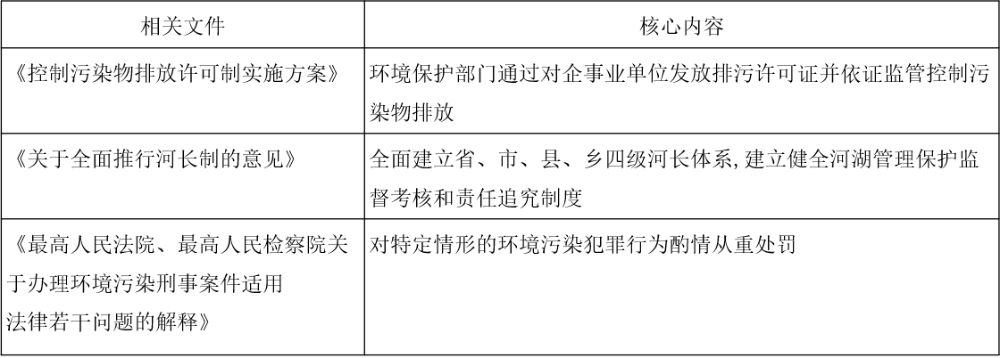 相关文件
核心内容
《控制污染物排放许可制实施方案》
环境保护部门通过对企事业单位发放排污许可证并依证监管控制污
染物排放
《关于全面推行河长制的意见》
全面建立省、市、县、乡四级河长体系,建立健全河湖管理保护监
督考核和责任追究制度
《最高人民法院、最高人民检察院关
于办理环境污染刑事案件适用
法律若干问题的解释》
对特定情形的环境污染犯罪行为酌情从重处罚